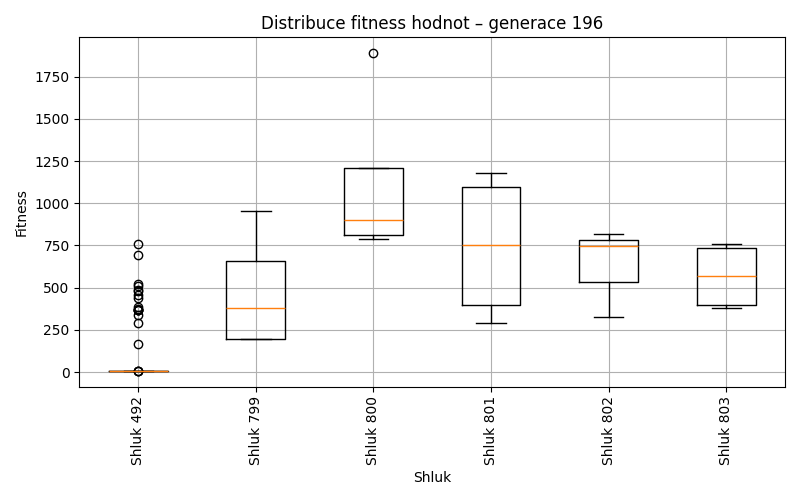 Distribuce fitness hodnot – generace 196
Fitness
1750
1500
1250
1000
750
500
250
0
Shluk 492
Shluk 799
Shluk 800
Shluk 801
Shluk 802
Shluk 803
Shluk